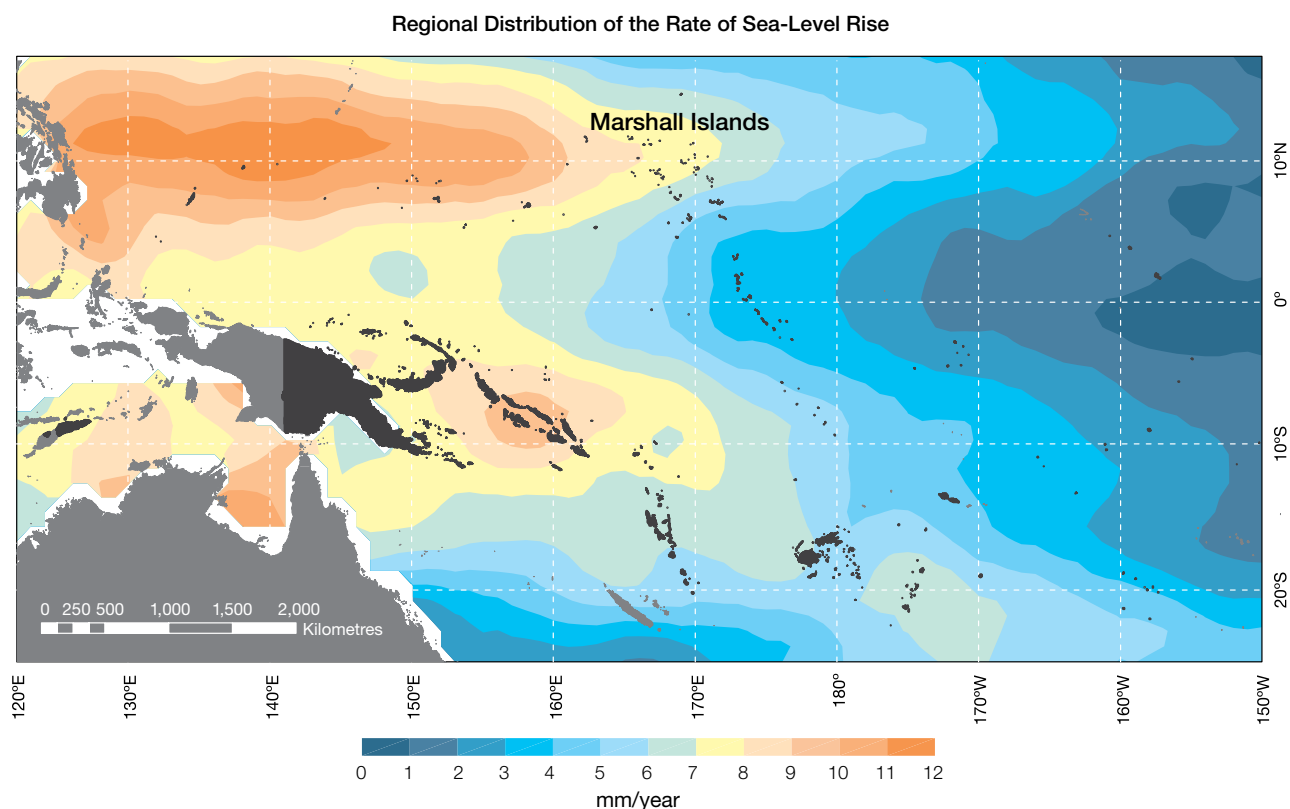 Regional Distribution of the Rate of Sea-Level Rise
Marshall Islands
10°N
0°
10°S
20°S
0 250 500 1,000 1,500 2,000
Kilometres
120°E 130°E 140°E 150°E 160°E 170°E 180° 170°W 160°W 150°W
0 1 2 3 4 5 6 7 8 9 10 11 12
mm/year